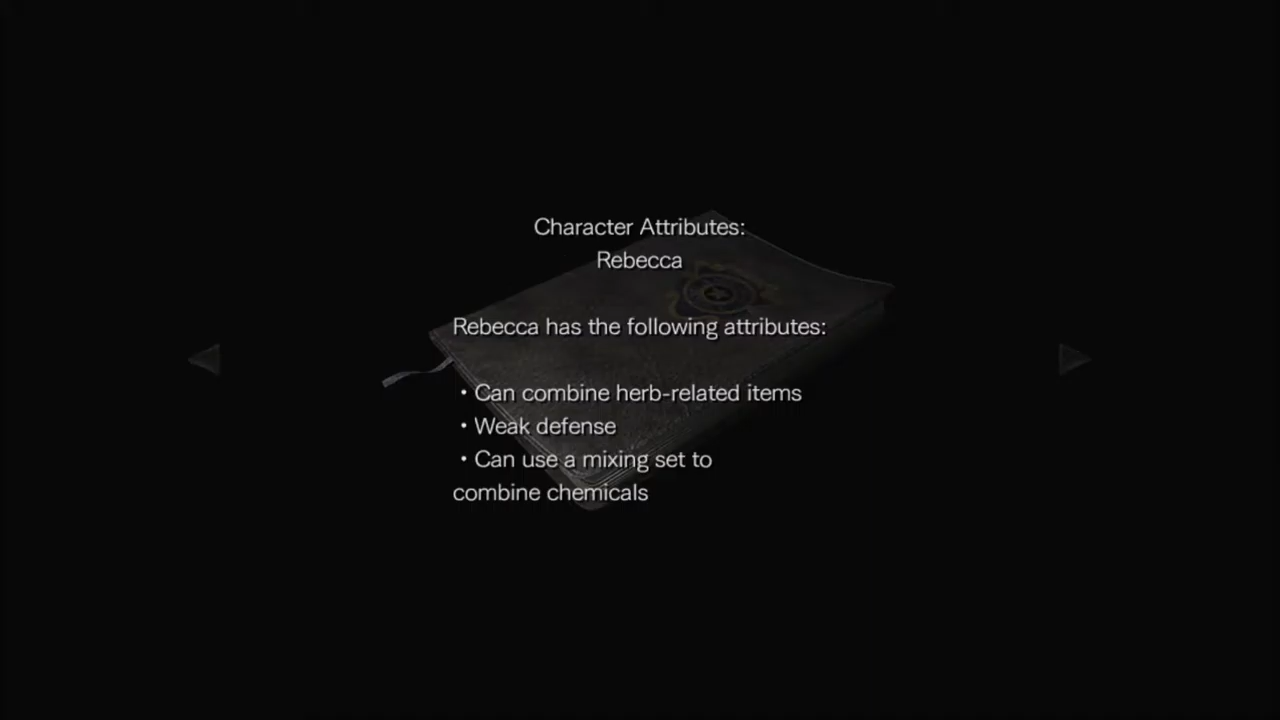 Character Attributes:
Rebecca
Rebecca has the following attributes:
・Can combine herb-related items
・Weak defense
・Can use a mixing set to
combine chemicals